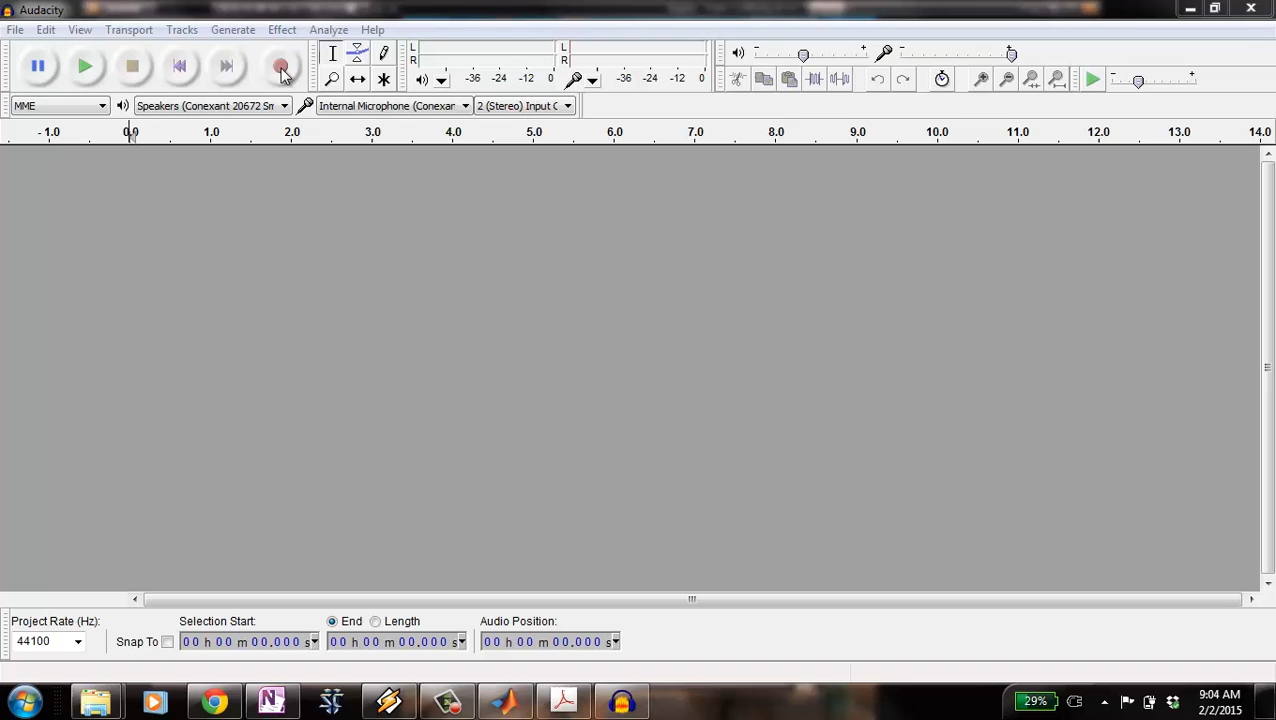 Audacity
File Edit View Transport Tracks Generate Effect Analyze Help
L L
R R
-36 -24 -12 0 -36 -24 -12 0
MME Speakers (Conexant 20672 Sm Internal Microphone (Conexar 2 (Stereo) Input C
- 1.0 0.0 1.0 2.0 3.0 4.0 5.0 6.0 7.0 8.0 9.0 10.0 11.0 12.0 13.0 14.0
Project Rate (Hz): Selection Start: End Length Audio Position:
44100 Snap To 00 h 00 m 00.000 s 00 h 00 m 00.000 s 00 h 00 m 00.000 s
29% 9:04 AM
2/2/2015